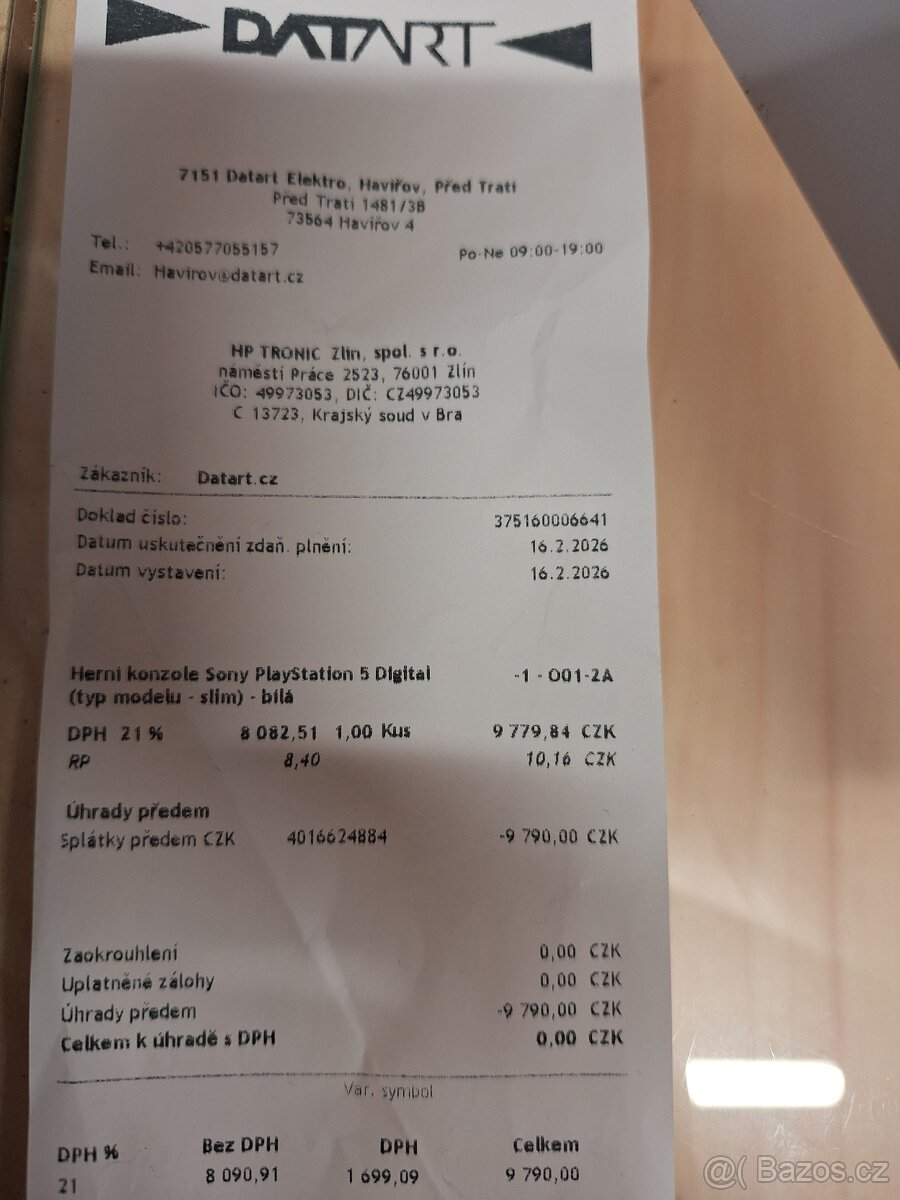 DATART
7151 Datart Elektro, Havířov, Před Tratí
Před Tratí 1481/3B
73564 Havířov 4
Tel.: +420577055157 Po-Ne 09:00-19:00
Email: Havirov@datart.cz
HP TRONIC Zlín, spol. s r.o.
náměstí Práce 2523, 76001 Zlín
IČO: 49973053, DIČ: CZ49973053
C 13723, Krajský soud v Bra
Zákazník: Datart.cz
Doklad číslo: 375160006641
Datum uskutečnění zdaň. plnění: 16.2.2026
Datum vystavení: 16.2.2026
Herní konzole Sony PlayStation 5 Digital -1 - O01-2A
(typ modelu - slim) - bílá
DPH 21 % 8 082,51 1,00 Kus 9 779,84 CZK
RP 8,40 10,16 CZK
Úhrady předem
Splátky předem CZK 4016624884 -9 790,00 CZK
Zaokrouhlení 0,00 CZK
Uplatněné zálohy 0,00 CZK
Úhrady předem -9 790,00 CZK
Celkem k úhradě s DPH 0,00 CZK
Var. symbol
DPH % Bez DPH DPH Celkem
21 8 090,91 1 699,09 9 790,00
@( Bazos.cz